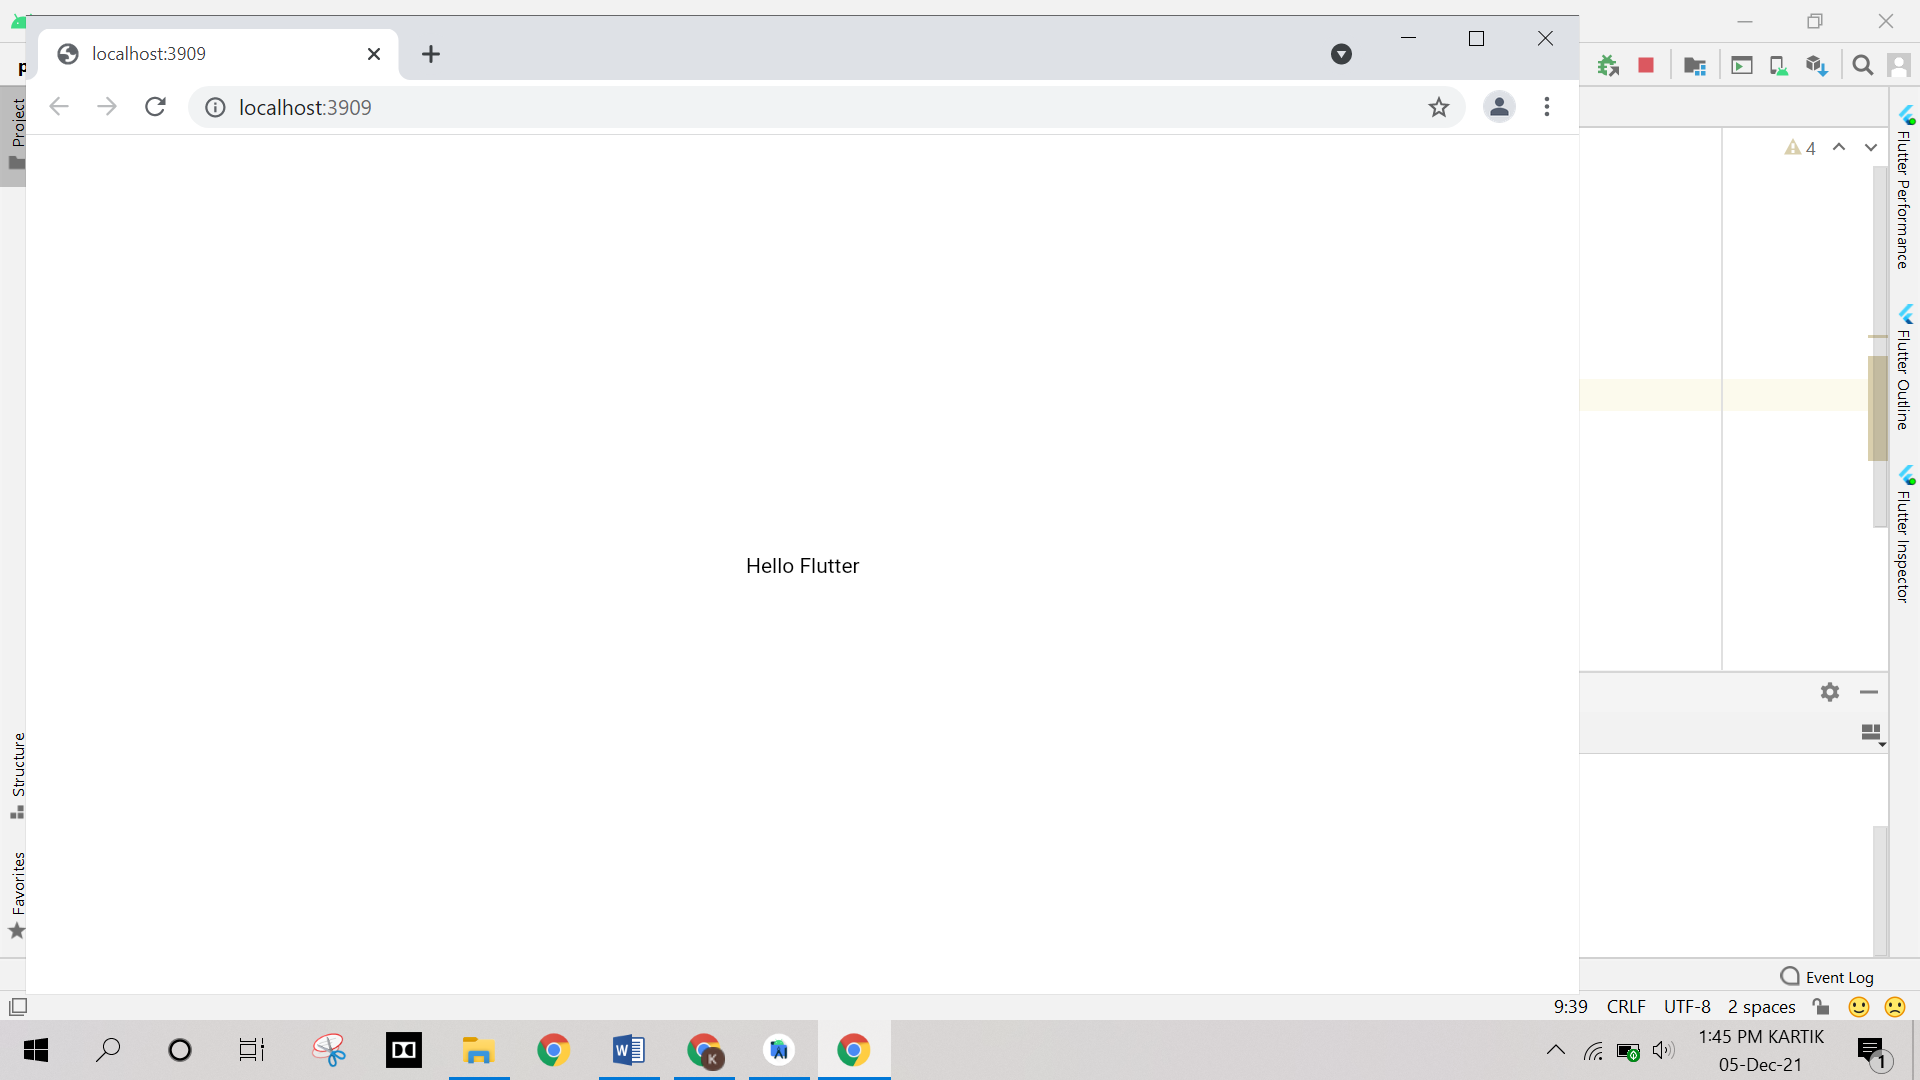 localhost:3909
localhost:3909
Project
Structure
Favorites
Hello Flutter
4
Flutter Performance
Flutter Outline
Flutter Inspector
Event Log
9:39 CRLF UTF-8 2 spaces
W
K
1:45 PM KARTIK
05-Dec-21
1